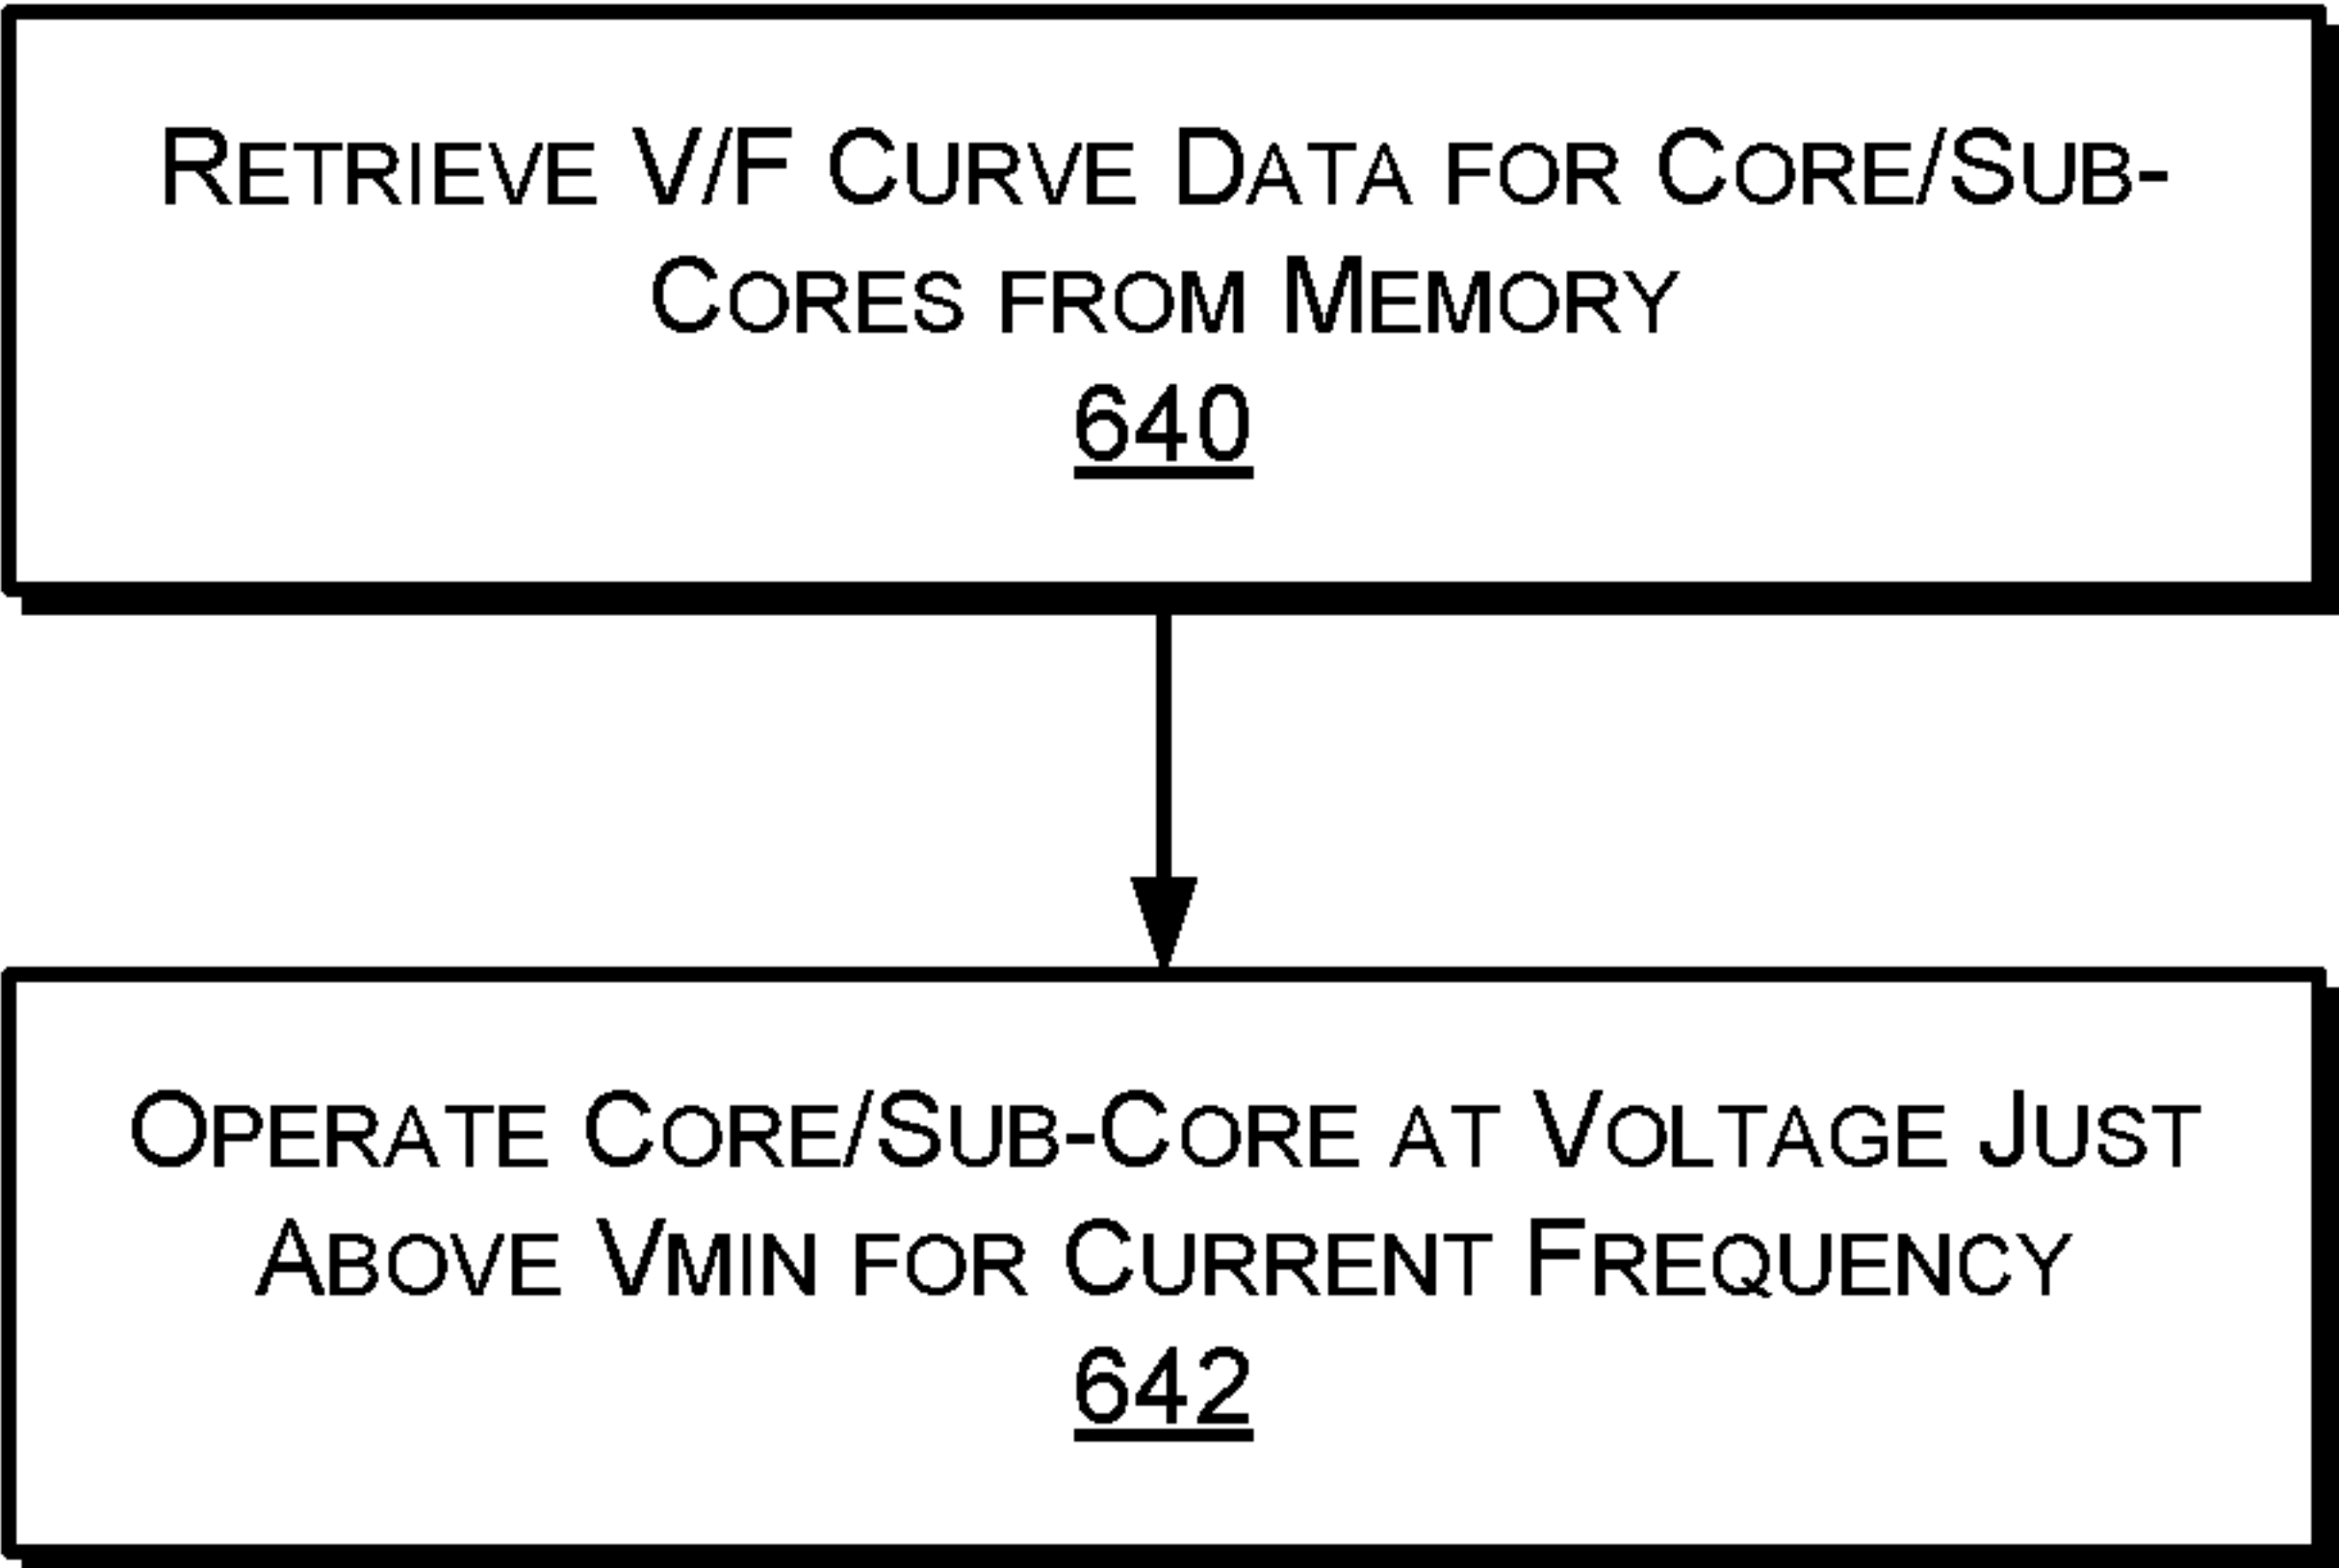 RETRIEVE V/F CURVE DATA FOR CORE/SUB-
CORES FROM MEMORY
640
OPERATE CORE/SUB-CORE AT VOLTAGE JUST
ABOVE VMIN FOR CURRENT FREQUENCY
642